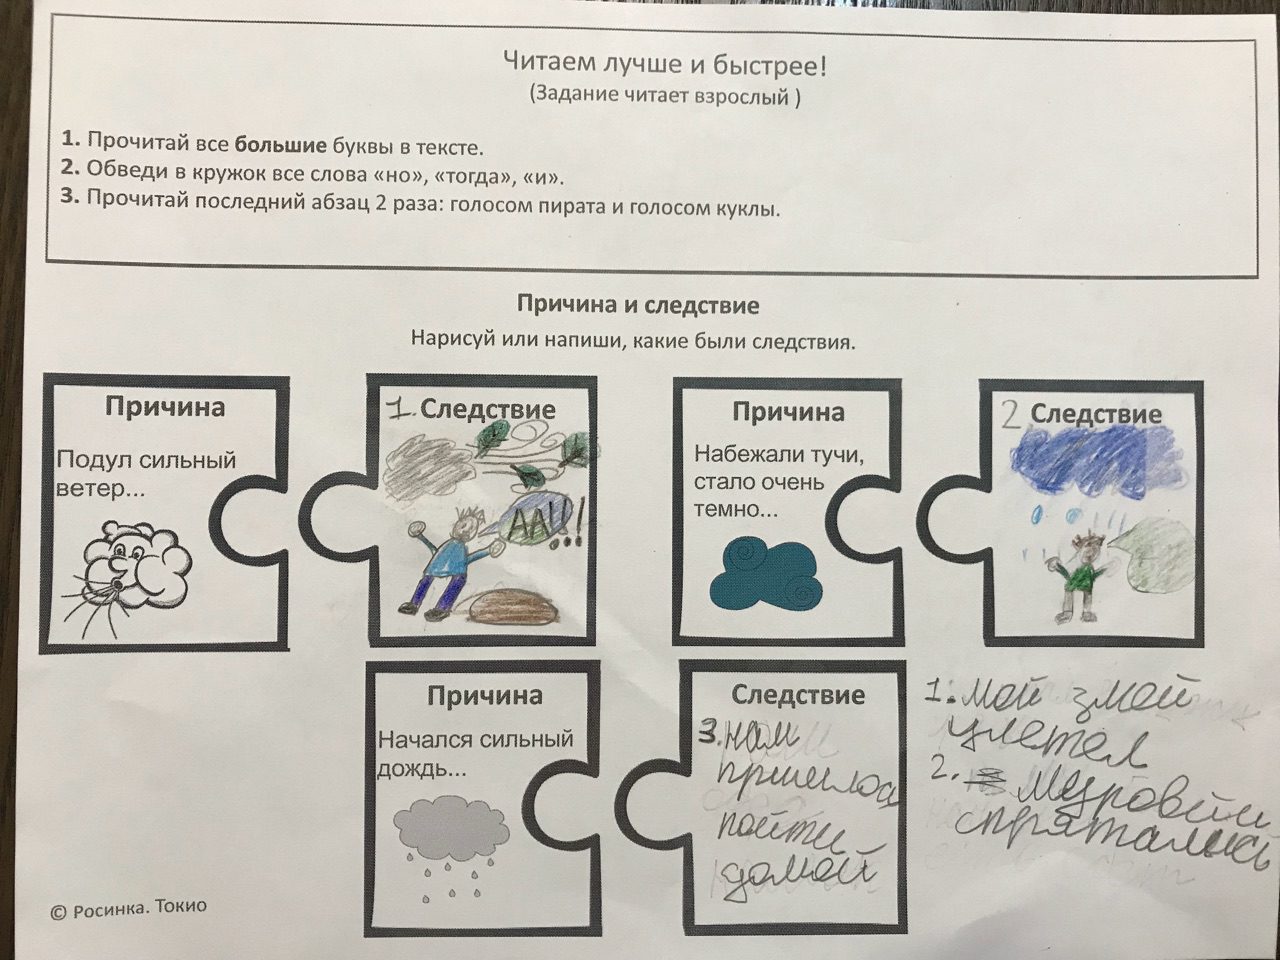 Читаем лучше и быстрее!
(Задание читает взрослый )
1. Прочитай все большие буквы в тексте.
2. Обведи в кружок все слова «но», «тогда», «и».
3. Прочитай последний абзац 2 раза: голосом пирата и голосом куклы.
Причина и следствие
Нарисуй или напиши, какие были следствия.
Причина
Подул сильный
ветер...
1. Следствие
АА!!!
Причина
Набежали тучи,
стало очень
темно...
2 Следствие
Причина
Начался сильный
дождь...
Следствие
3. нам
пришлось
пойти
домой
1. мой змой
улетел
2. муровьи
спрятались
© Росинка. Токио